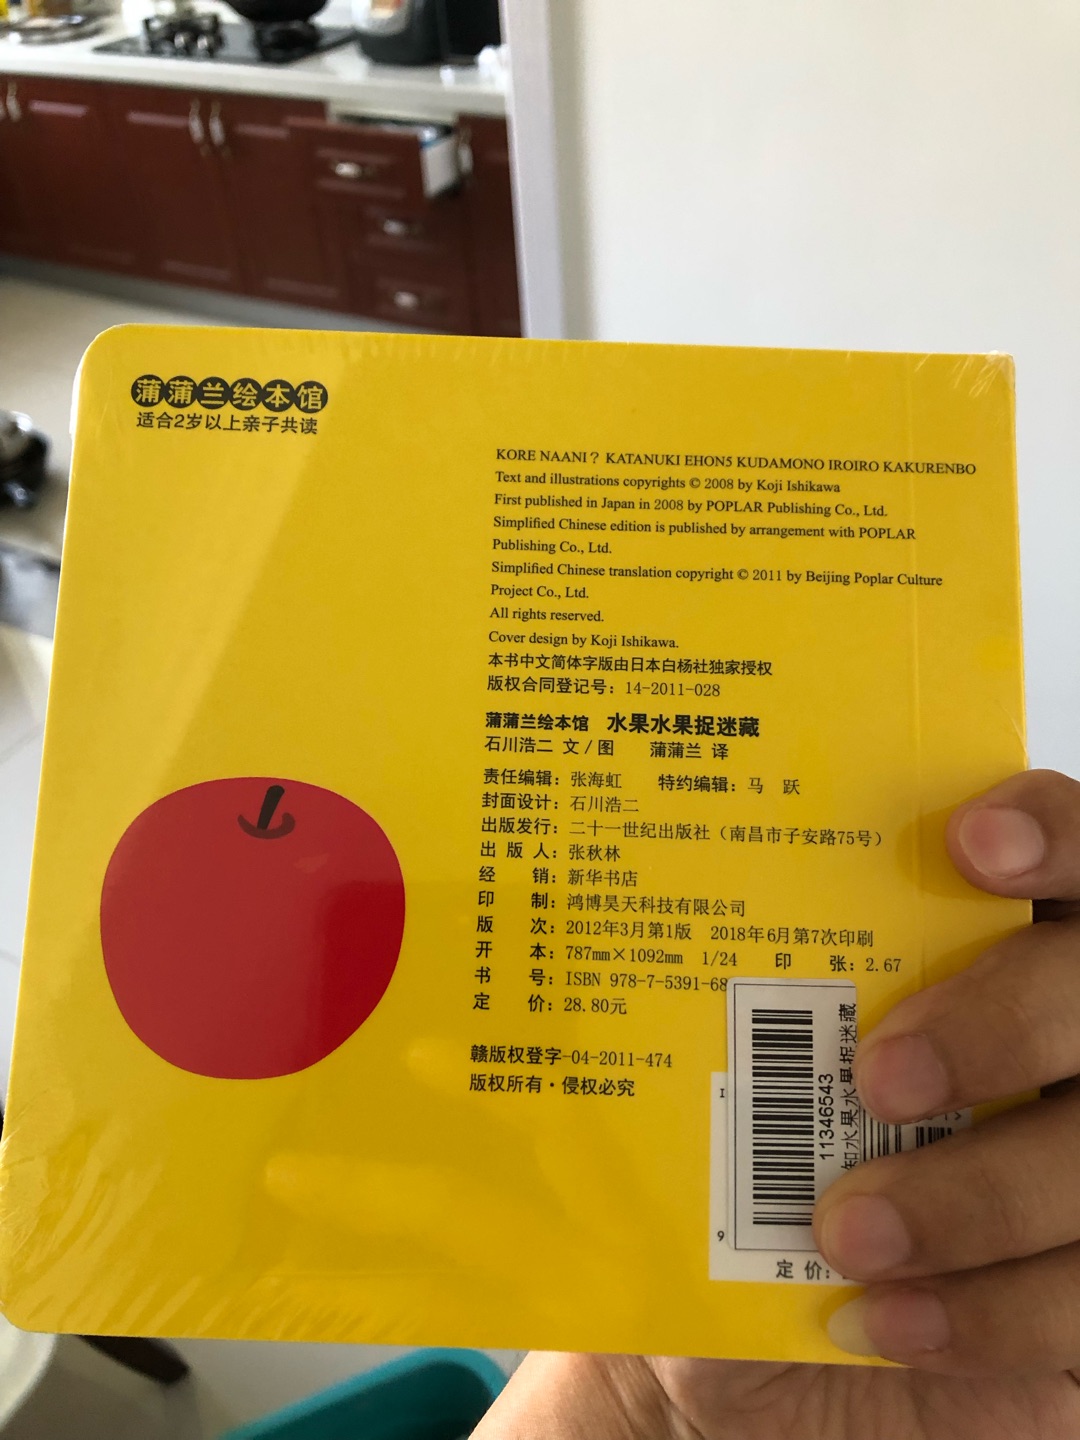 蒲蒲兰绘本馆
适合2岁以上亲子共读
KORE NAANI？ KATANUKI EHON5 KUDAMONO IROIRO KAKURENBO
Text and illustrations copyrights © 2008 by Koji Ishikawa
First published in Japan in 2008 by POPLAR Publishing Co., Ltd.
Simplified Chinese edition is published by arrangement with POPLAR
Publishing Co., Ltd.
Simplified Chinese translation copyright © 2011 by Beijing Poplar Culture
Project Co., Ltd.
All rights reserved.
Cover design by Koji Ishikawa.
本书中文简体字版由日本白杨社独家授权
版权合同登记号：14-2011-028
蒲蒲兰绘本馆 水果水果捉迷藏
石川浩二 文/图 蒲蒲兰 译
责任编辑：张海虹 特约编辑：马 跃
封面设计：石川浩二
出版发行：二十一世纪出版社（南昌市子安路75号）
出 版 人：张秋林
经 销：新华书店
印 制：鸿博昊天科技有限公司
版 次：2012年3月第1版 2018年6月第7次印刷
开 本：787mm×1092mm 1/24 印 张：2.67
书 号：ISBN 978-7-5391-68
定 价：28.80元
赣版权登字-04-2011-474
版权所有·侵权必究
I
9
11346543
知水果水果捉迷藏
定 价：